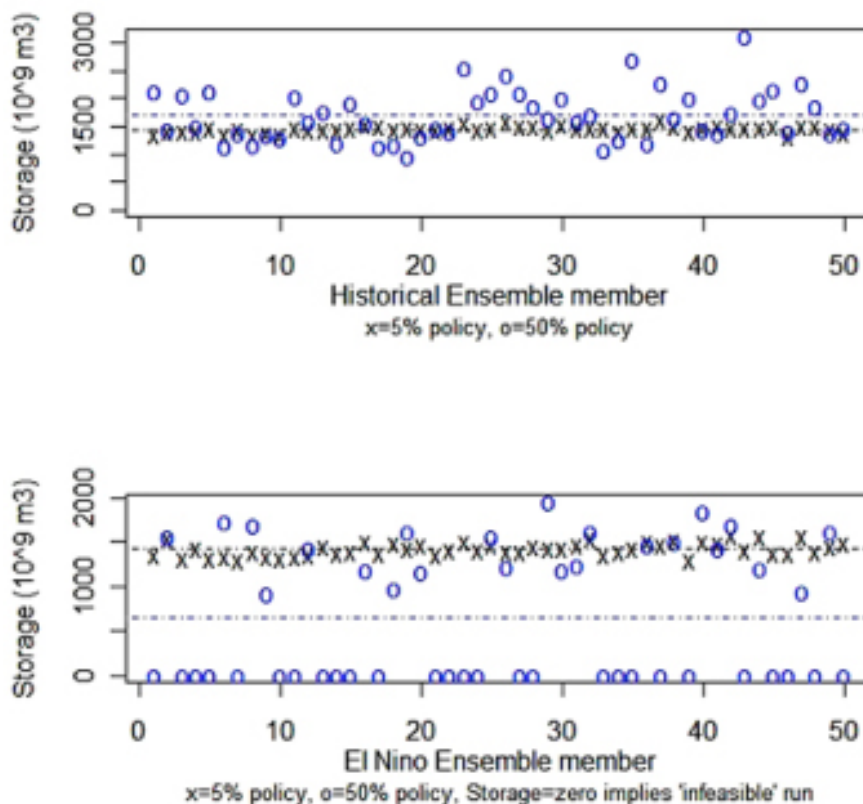 Storage (10^9 m3)
3000
1500
0
0 10 20 30 40 50
Historical Ensemble member
x=5% policy, o=50% policy
Storage (10^9 m3)
2000
1000
0
0 10 20 30 40 50
El Nino Ensemble member
x=5% policy, o=50% policy, Storage=zero implies 'infeasible' run